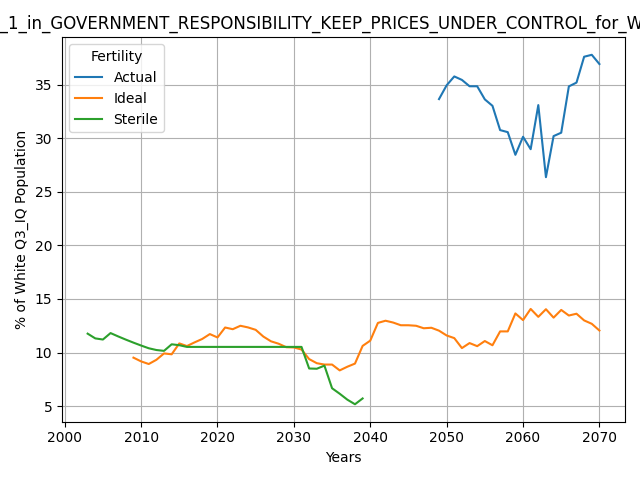 _1_in_GOVERNMENT_RESPONSIBILITY_KEEP_PRICES_UNDER_CONTROL_for_W
Fertility
Actual
Ideal
Sterile
% of White Q3_IQ Population
35
30
25
20
15
10
5
2000 2010 2020 2030 2040 2050 2060 2070
Years